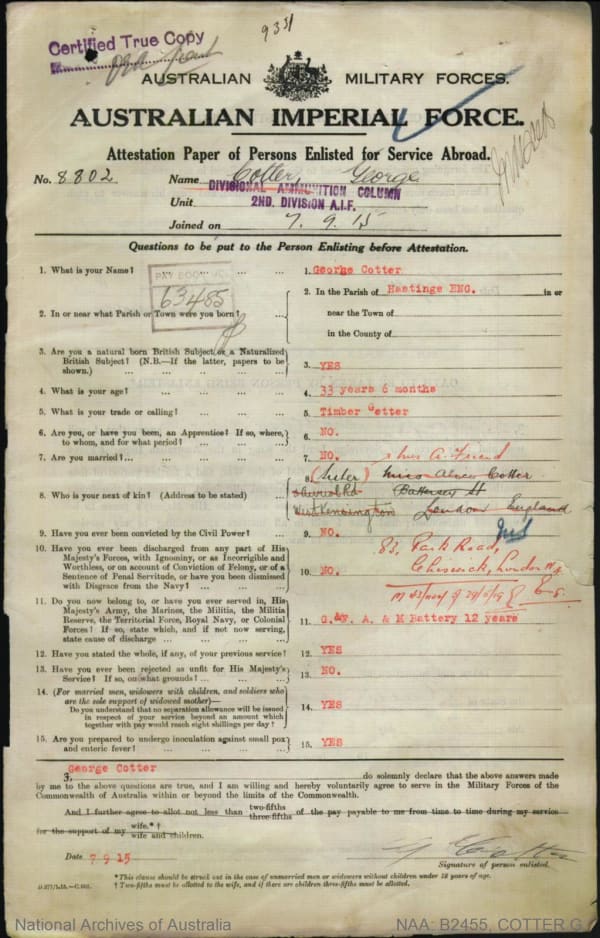 9331
Certified True Copy
AUSTRALIAN MILITARY FORCES.
AUSTRALIAN IMPERIAL FORCE.
Attestation Paper of Persons Enlisted for Service Abroad.
No. 8802 Name Cotter, George
DIVISIONAL AMMUNITION COLUMN
Unit 2ND. DIVISION A.I.F.
Joined on 7. 9. 15
Questions to be put to the Person Enlisting before Attestation.
1. What is your Name? ... ... ... 1. George Cotter
PAY BOOK
63485
2. In or near what Parish or Town were you born? ... 2. In the Parish of Hastings ENG. in or
near the Town of
in the County of
3. Are you a natural born British Subject or a Naturalized
British Subject? (N.B.—If the latter, papers to be
shown.) ... ... ... ... ... 3. YES
4. What is your age? ... ... ... ... 4. 33 years 6 months
5. What is your trade or calling? ... ... ... 5. Timber Getter
6. Are you, or have you been, an Apprentice? If so, where,
to whom, and for what period? ... ... ... 6. NO.
7. Are you married? ... ... ... ... 7. NO.
A. Friend
8. Who is your next of kin? (Address to be stated) ... 8. (Sister) Miss Alice Cotter
Battersey St
West Kensington London England
9. Have you ever been convicted by the Civil Power? ... 9. NO.
83, Park Road,
Chiswick, London W4
10. Have you ever been discharged from any part of His
Majesty's Forces, with Ignominy, or as Incorrigible and
Worthless, or on account of Conviction of Felony, or of a
Sentence of Penal Servitude, or have you been dismissed
with Disgrace from the Navy? ... ... ... 10. NO.
11. Do you now belong to, or have you ever served in, His
Majesty's Army, the Marines, the Militia, the Militia
Reserve, the Territorial Force, Royal Navy, or Colonial
Forces? If so, state which, and if not now serving,
state cause of discharge ... ... ... 11. G. & F. A. & M Battery 12 years
12. Have you stated the whole, if any, of your previous service? 12. YES
13. Have you ever been rejected as unfit for His Majesty's
Service? If so, on what grounds? ... ... ... 13. NO.
14. (For married men, widowers with children, and soldiers who
are the sole support of widowed mother)—
Do you understand that no separation allowance will be issued
in respect of your service beyond an amount which
together with pay would reach eight shillings per day? 14. YES
15. Are you prepared to undergo inoculation against small pox
and enteric fever? ... ... ... ... 15. YES
George Cotter
I, do solemnly declare that the above answers made
by me to the above questions are true, and I am willing and hereby voluntarily agree to serve in the Military Forces of the
Commonwealth of Australia within or beyond the limits of the Commonwealth.
And I further agree to allot not less than two-fifths three-fifths of the pay payable to me from time to time during my service
for the support of my wife.*† wife and children.
Date 7 9 15 G Cotter
Signature of person enlisted.
*This clause should be struck out in the case of unmarried men or widowers without children under 18 years of age.
† Two-fifths must be allotted to the wife, and if there are children three-fifths must be allotted.
National Archives of Australia NAA: B2455, COTTER G